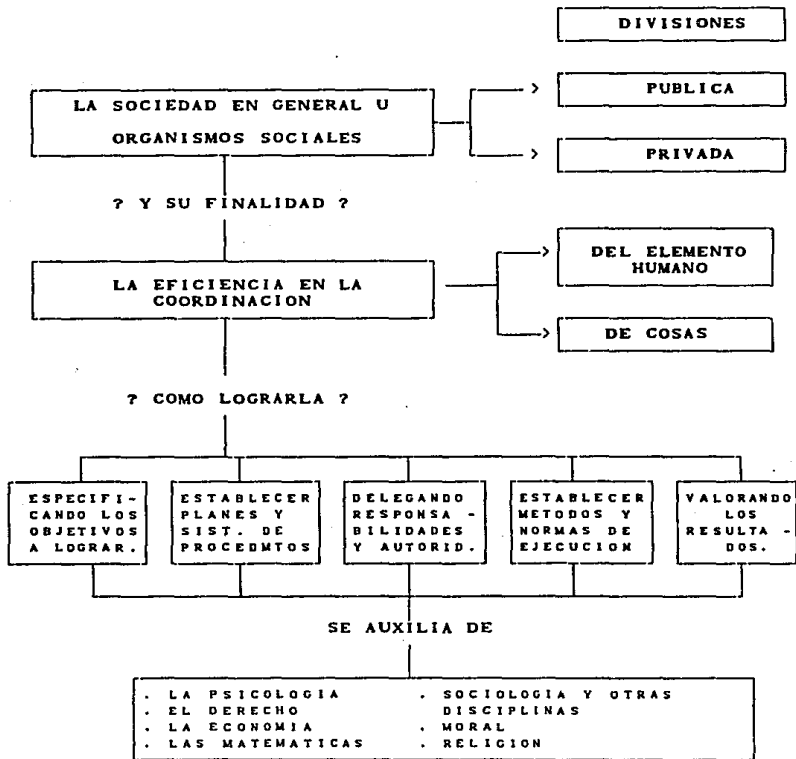 DIVISIONES
LA SOCIEDAD EN GENERAL U
ORGANISMOS SOCIALES
PUBLICA
PRIVADA
? Y SU FINALIDAD ?
LA EFICIENCIA EN LA
COORDINACION
DEL ELEMENTO
HUMANO
DE COSAS
? COMO LOGRARLA ?
ESPECIFI-
CANDO LOS
OBJETIVOS
A LOGRAR.
ESTABLECER
PLANES Y
SIST. DE
PROCEDMTOS
DELEGANDO
RESPONSA -
BILIDADES
Y AUTORID.
ESTABLECER
METODOS Y
NORMAS DE
EJECUCION
VALORANDO
LOS
RESULTA -
DOS.
SE AUXILIA DE
. LA PSICOLOGIA
. EL DERECHO
. LA ECONOMIA
. LAS MATEMATICAS
. SOCIOLOGIA Y OTRAS
DISCIPLINAS
. MORAL
. RELIGION